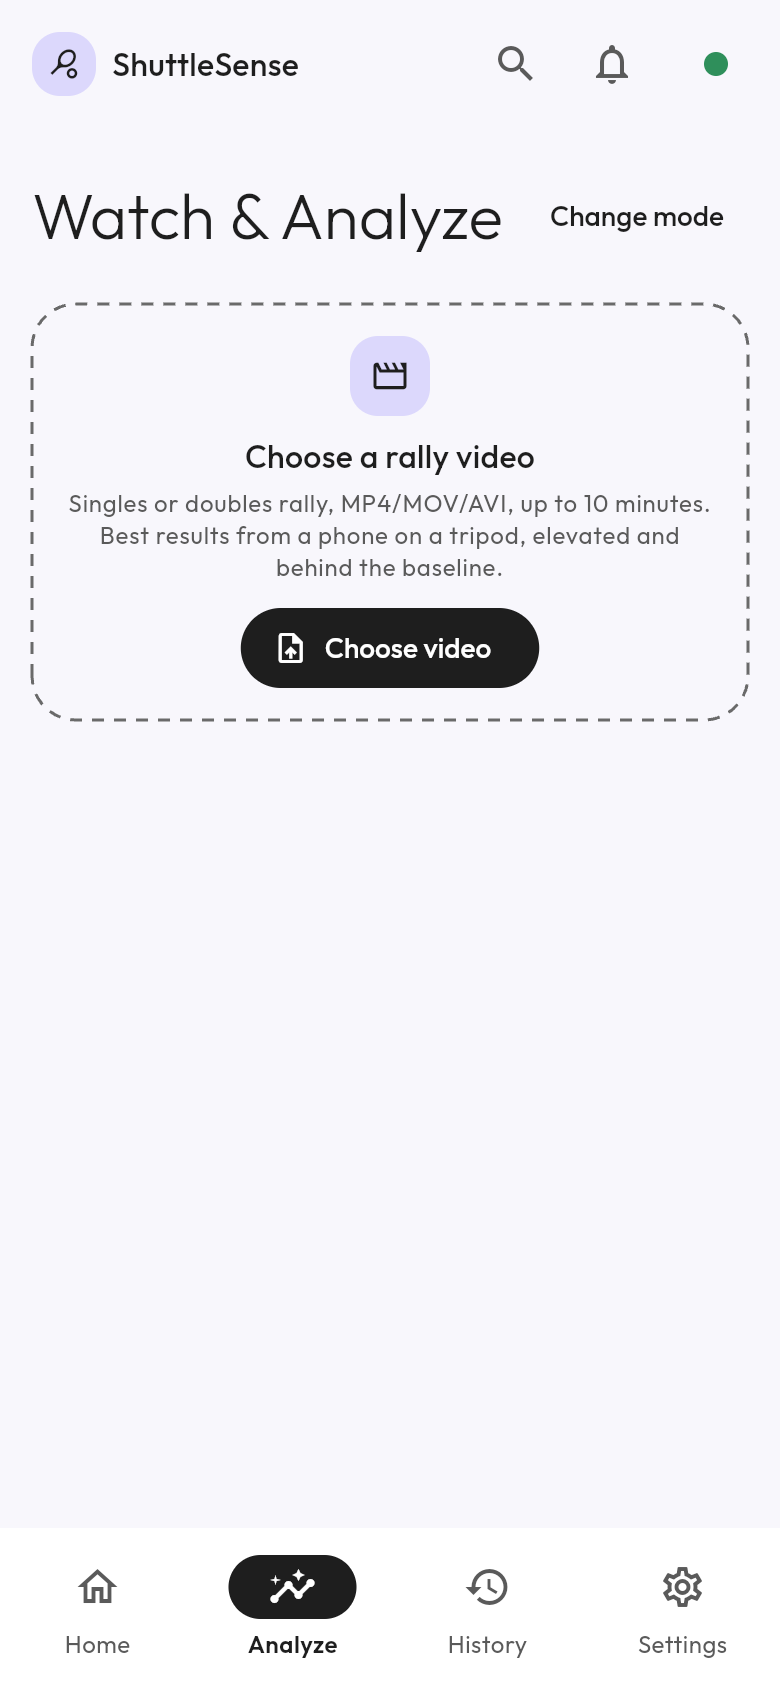 ShuttleSense
Watch & Analyze
Change mode
Choose a rally video
Singles or doubles rally, MP4/MOV/AVI, up to 10 minutes.
Best results from a phone on a tripod, elevated and
behind the baseline.
Choose video
Home
Analyze
History
Settings